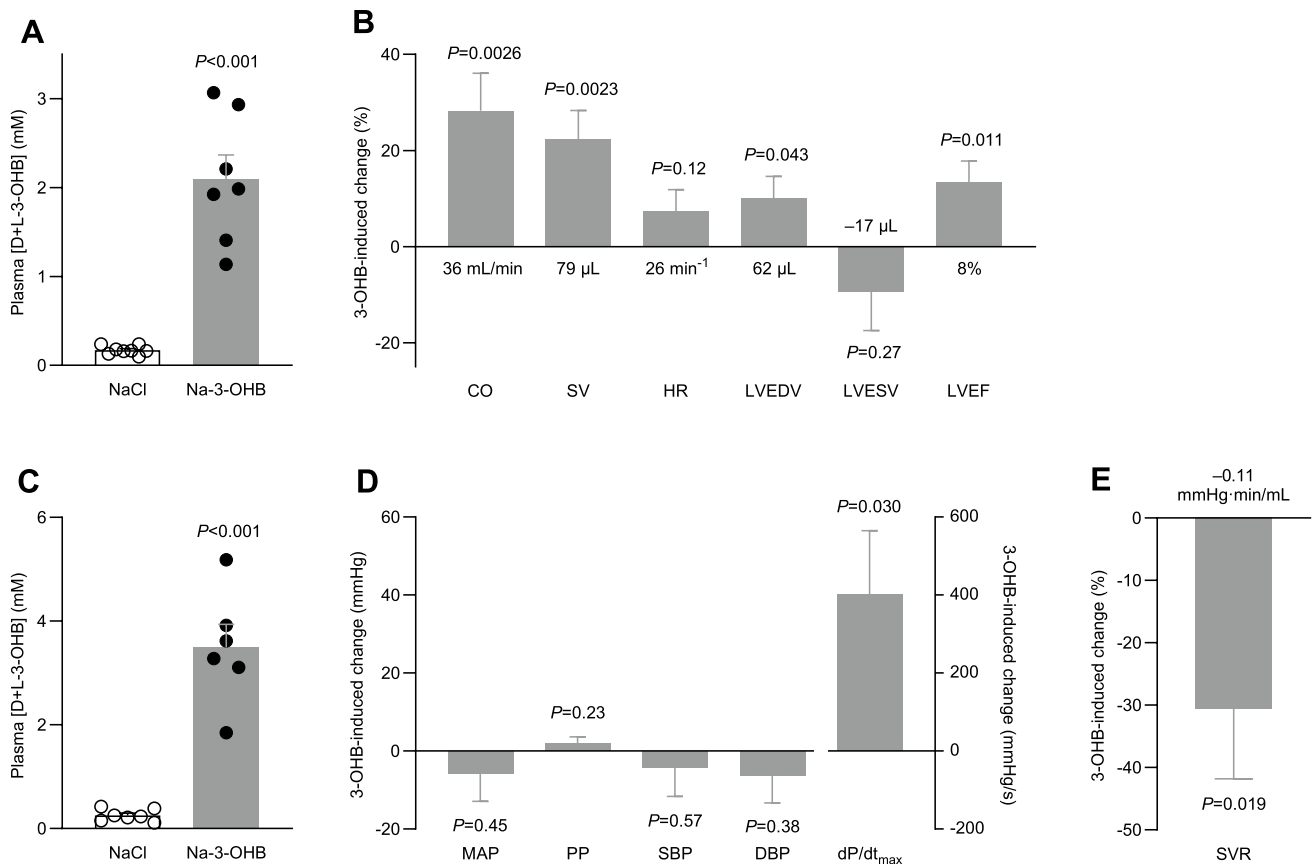 A
Plasma [D+L-3-OHB] (mM)
3
2
1
0
P<0.001
NaCl
Na-3-OHB
B
3-OHB-induced change (%)
40
20
0
-20
P=0.0026
P=0.0023
P=0.12
P=0.043
–17 µL
P=0.011
36 mL/min
79 µL
26 min⁻¹
62 µL
8%
P=0.27
CO
SV
HR
LVEDV
LVESV
LVEF
C
Plasma [D+L-3-OHB] (mM)
6
4
2
0
P<0.001
NaCl
Na-3-OHB
D
3-OHB-induced change (mmHg)
60
40
20
0
-20
P=0.45
P=0.23
P=0.57
P=0.38
P=0.030
600
400
200
0
-200
3-OHB-induced change (mmHg/s)
MAP
PP
SBP
DBP
dP/dtmax
E
–0.11
mmHg·min/mL
3-OHB-induced change (%)
0
-10
-20
-30
-40
-50
P=0.019
SVR